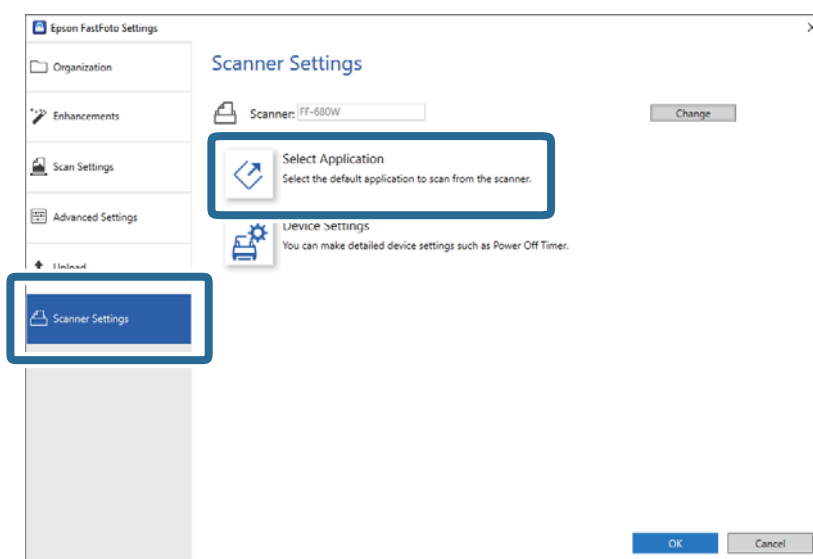 Epson FastFoto Settings
Organization
Enhancements
Scan Settings
Advanced Settings
Upload
Scanner Settings
Scanner Settings
Scanner: FF-680W
Change
Select Application
Select the default application to scan from the scanner.
Device Settings
You can make detailed device settings such as Power Off Timer.
OK
Cancel